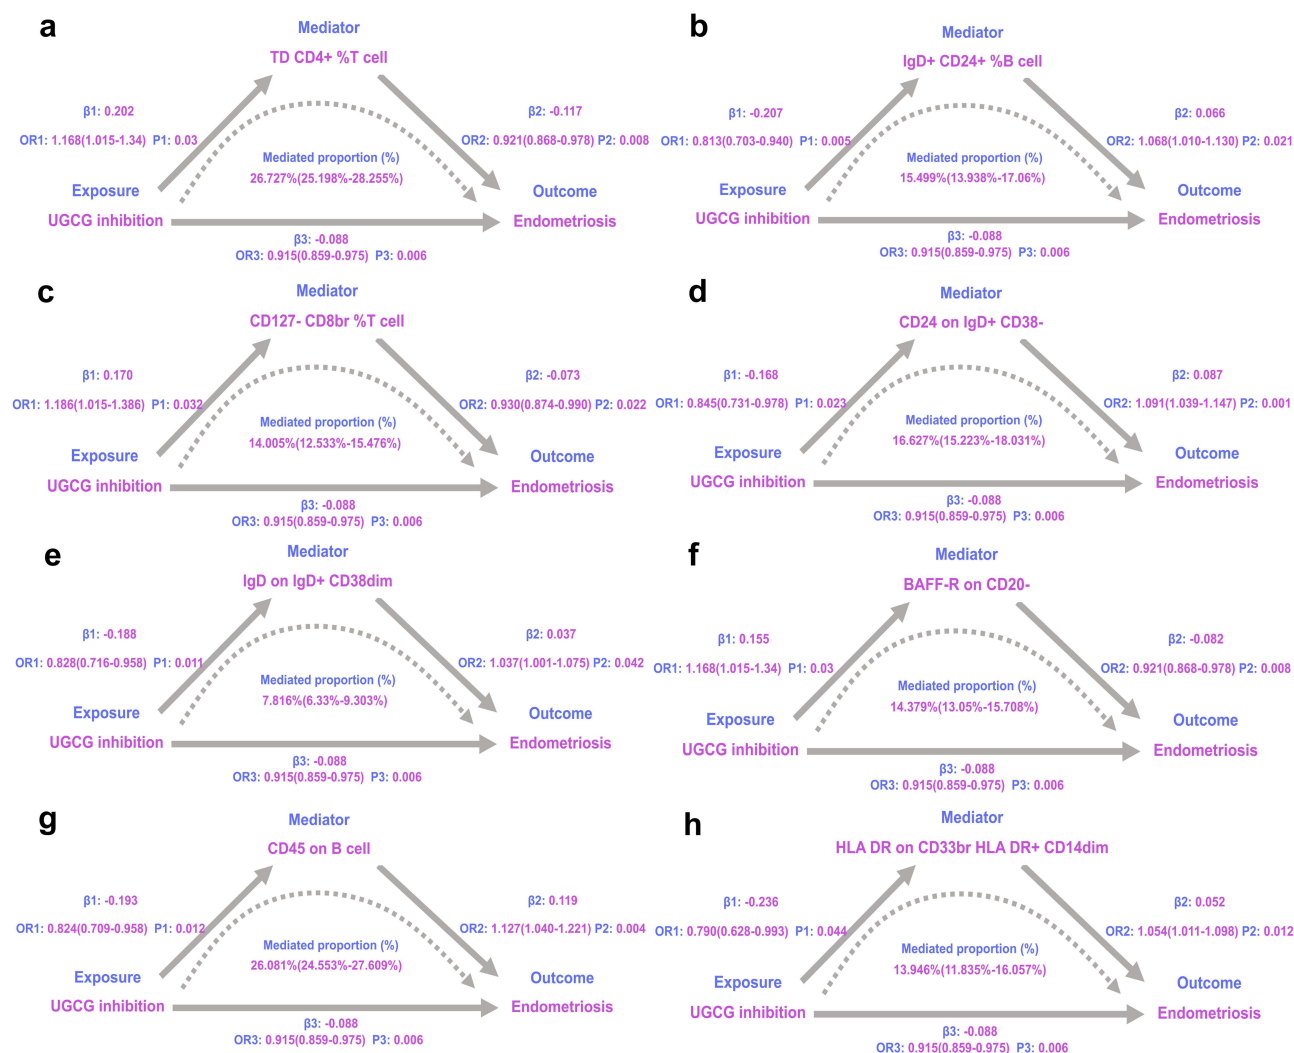 a
Mediator
TD CD4+ %T cell
β1: 0.202
OR1: 1.168(1.015-1.34) P1: 0.03
β2: -0.117
OR2: 0.921(0.868-0.978) P2: 0.008
Mediated proportion (%)
26.727%(25.198%-28.255%)
Exposure
UGCG inhibition
Outcome
Endometriosis
β3: -0.088
OR3: 0.915(0.859-0.975) P3: 0.006
b
Mediator
IgD+ CD24+ %B cell
β1: -0.207
OR1: 0.813(0.703-0.940) P1: 0.005
β2: 0.066
OR2: 1.068(1.010-1.130) P2: 0.021
Mediated proportion (%)
15.499%(13.938%-17.06%)
Exposure
UGCG inhibition
Outcome
Endometriosis
β3: -0.088
OR3: 0.915(0.859-0.975) P3: 0.006
c
Mediator
CD127- CD8br %T cell
β1: 0.170
OR1: 1.186(1.015-1.386) P1: 0.032
β2: -0.073
OR2: 0.930(0.874-0.990) P2: 0.022
Mediated proportion (%)
14.005%(12.533%-15.476%)
Exposure
UGCG inhibition
Outcome
Endometriosis
β3: -0.088
OR3: 0.915(0.859-0.975) P3: 0.006
d
Mediator
CD24 on IgD+ CD38-
β1: -0.168
OR1: 0.845(0.731-0.978) P1: 0.023
β2: 0.087
OR2: 1.091(1.039-1.147) P2: 0.001
Mediated proportion (%)
16.627%(15.223%-18.031%)
Exposure
UGCG inhibition
Outcome
Endometriosis
β3: -0.088
OR3: 0.915(0.859-0.975) P3: 0.006
e
Mediator
IgD on IgD+ CD38dim
β1: -0.188
OR1: 0.828(0.716-0.958) P1: 0.011
β2: 0.037
OR2: 1.037(1.001-1.075) P2: 0.042
Mediated proportion (%)
7.816%(6.33%-9.303%)
Exposure
UGCG inhibition
Outcome
Endometriosis
β3: -0.088
OR3: 0.915(0.859-0.975) P3: 0.006
f
Mediator
BAFF-R on CD20-
β1: 0.155
OR1: 1.168(1.015-1.34) P1: 0.03
β2: -0.082
OR2: 0.921(0.868-0.978) P2: 0.008
Mediated proportion (%)
14.379%(13.05%-15.708%)
Exposure
UGCG inhibition
Outcome
Endometriosis
β3: -0.088
OR3: 0.915(0.859-0.975) P3: 0.006
g
Mediator
CD45 on B cell
β1: -0.193
OR1: 0.824(0.709-0.958) P1: 0.012
β2: 0.119
OR2: 1.127(1.040-1.221) P2: 0.004
Mediated proportion (%)
26.081%(24.553%-27.609%)
Exposure
UGCG inhibition
Outcome
Endometriosis
β3: -0.088
OR3: 0.915(0.859-0.975) P3: 0.006
h
Mediator
HLA DR on CD33br HLA DR+ CD14dim
β1: -0.236
OR1: 0.790(0.628-0.993) P1: 0.044
β2: 0.052
OR2: 1.054(1.011-1.098) P2: 0.012
Mediated proportion (%)
13.946%(11.835%-16.057%)
Exposure
UGCG inhibition
Outcome
Endometriosis
β3: -0.088
OR3: 0.915(0.859-0.975) P3: 0.006